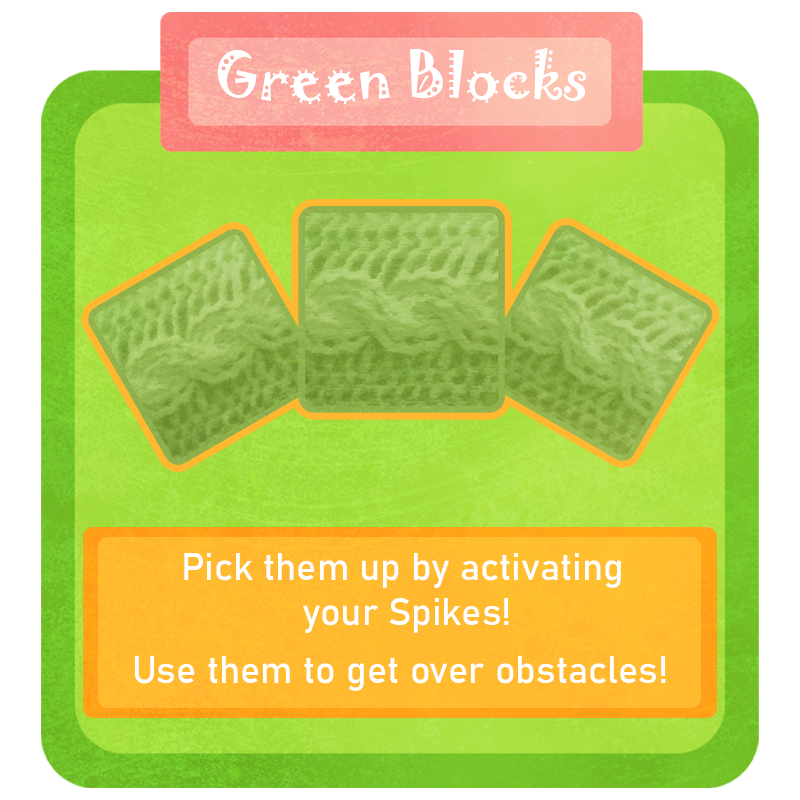 Green Blocks
Pick them up by activating
your Spikes!
Use them to get over obstacles!